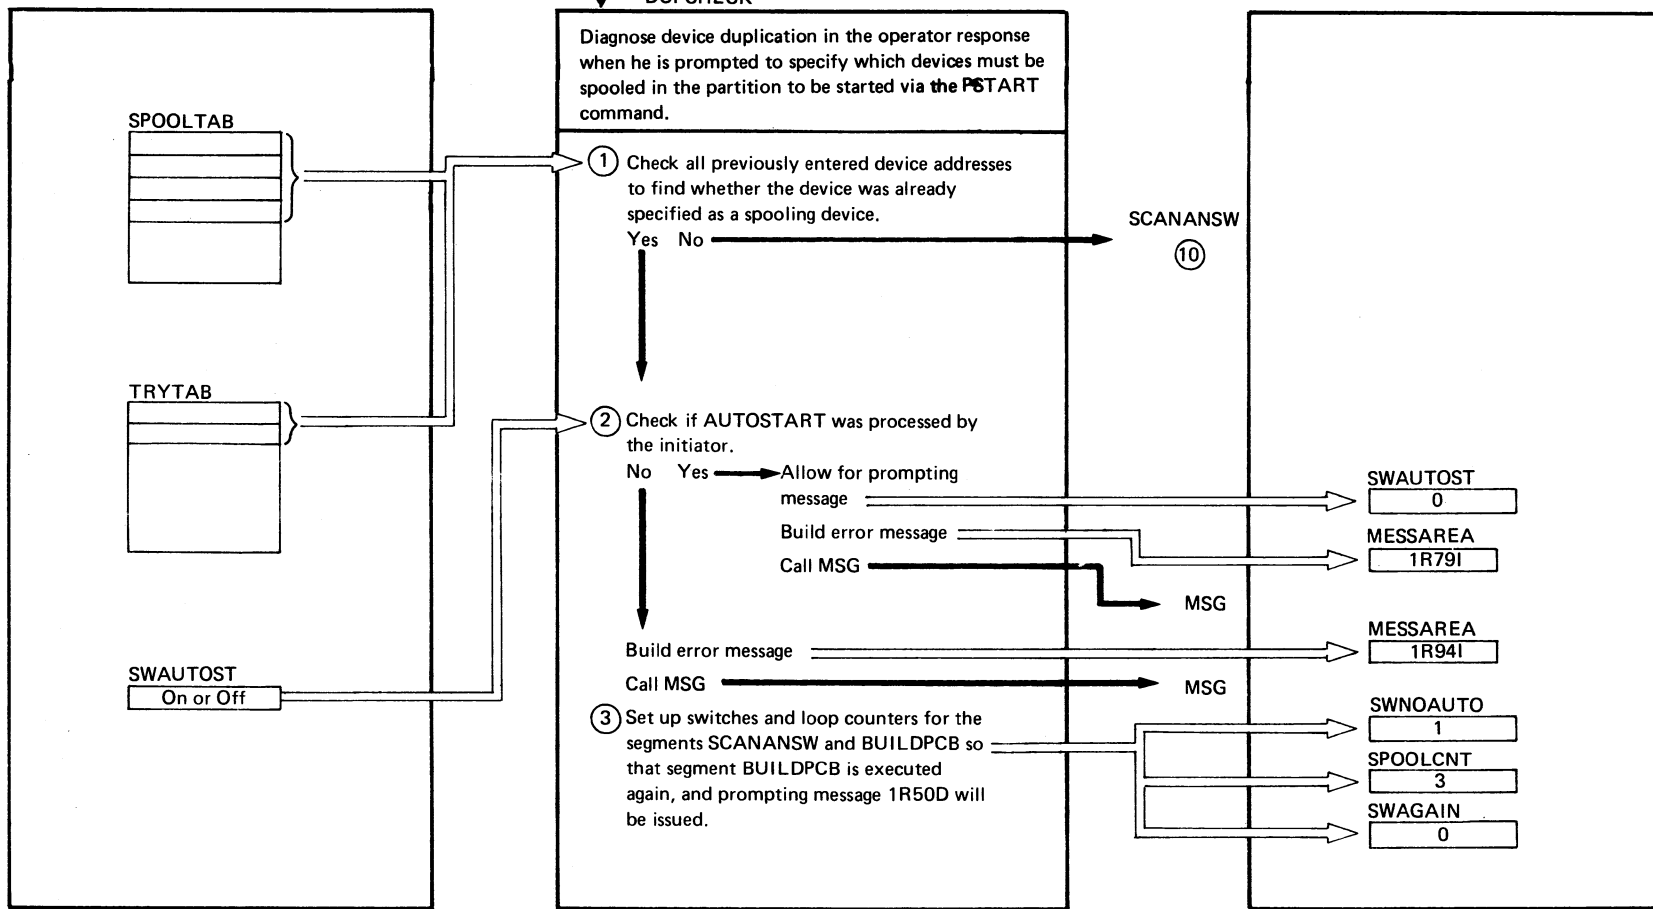 DUPCHECK
Diagnose device duplication in the operator response
when he is prompted to specify which devices must be
spooled in the partition to be started via the PSTART
command.
SPOOLTAB
1 Check all previously entered device addresses
to find whether the device was already
specified as a spooling device.
Yes No
SCANANSW
10
TRYTAB
2 Check if AUTOSTART was processed by
the initiator.
No Yes Allow for prompting
message
SWAUTOST
0
Build error message
MESSAREA
1R79I
Call MSG
MSG
Build error message
MESSAREA
1R94I
Call MSG
MSG
SWAUTOST
On or Off
3 Set up switches and loop counters for the
segments SCANANSW and BUILDPCB so
that segment BUILDPCB is executed
again, and prompting message 1R50D will
be issued.
SWNOAUTO
1
SPOOLCNT
3
SWAGAIN
0